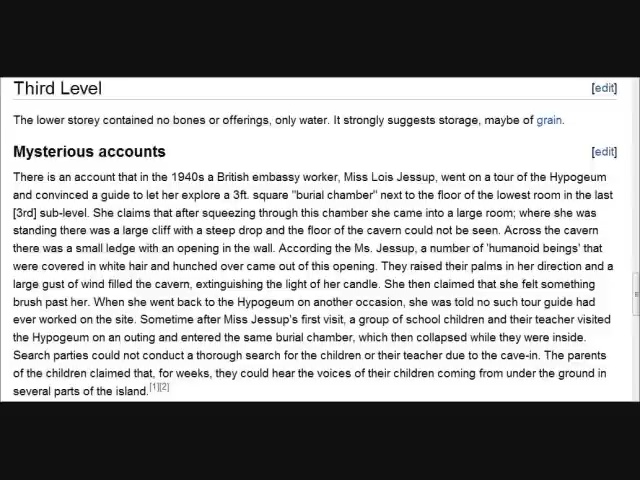 Third Level [edit]
The lower storey contained no bones or offerings, only water. It strongly suggests storage, maybe of grain.
Mysterious accounts [edit]
There is an account that in the 1940s a British embassy worker, Miss Lois Jessup, went on a tour of the Hypogeum
and convinced a guide to let her explore a 3ft. square "burial chamber" next to the floor of the lowest room in the last
[3rd] sub-level. She claims that after squeezing through this chamber she came into a large room; where she was
standing there was a large cliff with a steep drop and the floor of the cavern could not be seen. Across the cavern
there was a small ledge with an opening in the wall. According the Ms. Jessup, a number of 'humanoid beings' that
were covered in white hair and hunched over came out of this opening. They raised their palms in her direction and a
large gust of wind filled the cavern, extinguishing the light of her candle. She then claimed that she felt something
brush past her. When she went back to the Hypogeum on another occasion, she was told no such tour guide had
ever worked on the site. Sometime after Miss Jessup's first visit, a group of school children and their teacher visited
the Hypogeum on an outing and entered the same burial chamber, which then collapsed while they were inside.
Search parties could not conduct a thorough search for the children or their teacher due to the cave-in. The parents
of the children claimed that, for weeks, they could hear the voices of their children coming from under the ground in
several parts of the island.[1][2]